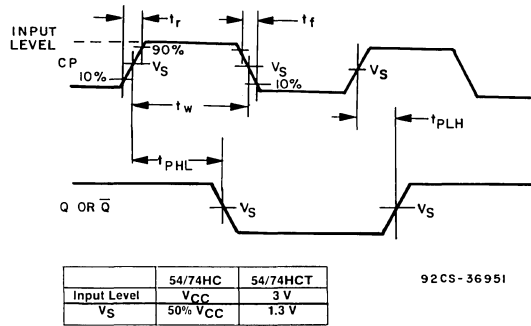 INPUT
LEVEL
CP
tr
tf
90%
VS
10%
VS
10%
VS
tw
tPHL
tPLH
Q OR Q̅
VS
VS
54/74HC 54/74HCT
Input Level VCC 3 V
VS 50% VCC 1.3 V
92CS-36951